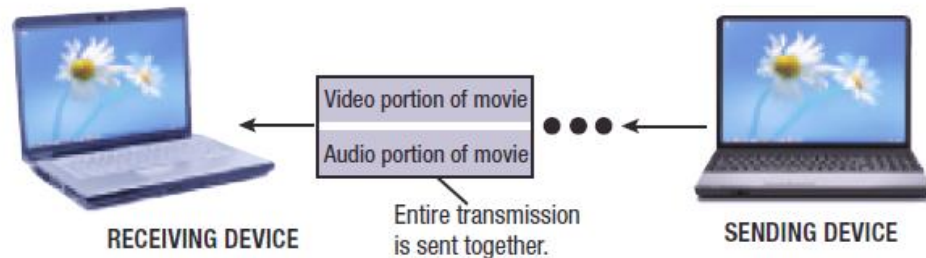 Video portion of movie
Audio portion of movie
Entire transmission
is sent together.
RECEIVING DEVICE
SENDING DEVICE